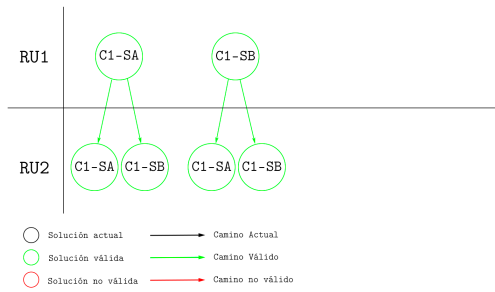 RU1 C1-SA C1-SB
RU2 C1-SA C1-SB C1-SA C1-SB
Solución actual Camino Actual
Solución válida Camino Válido
Solución no válida Camino no válido